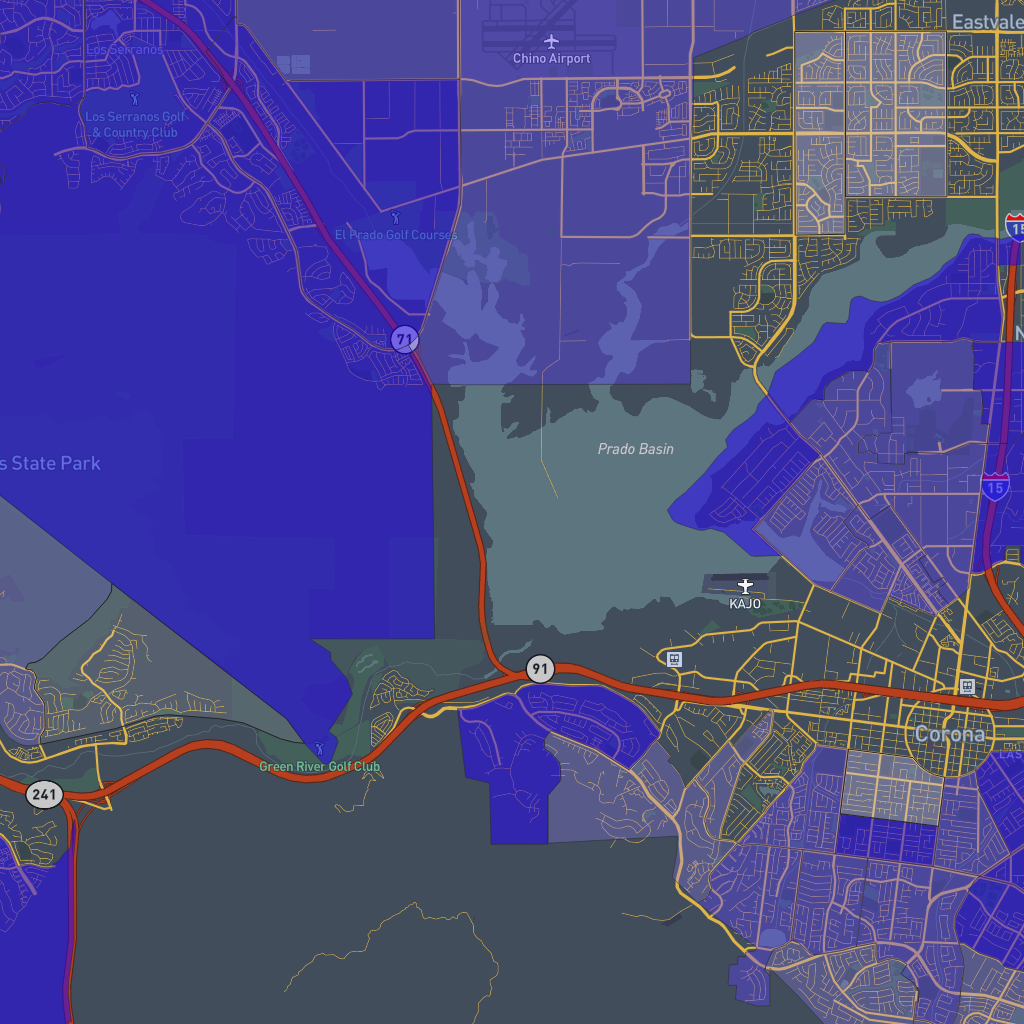 Eastvale
Los Serranos
Chino Airport
Los Serranos Golf
& Country Club
15
El Prado Golf Courses
71
N
Prado Basin
s State Park
15
KAJO
91
Corona
Green River Golf Club
LAS
241